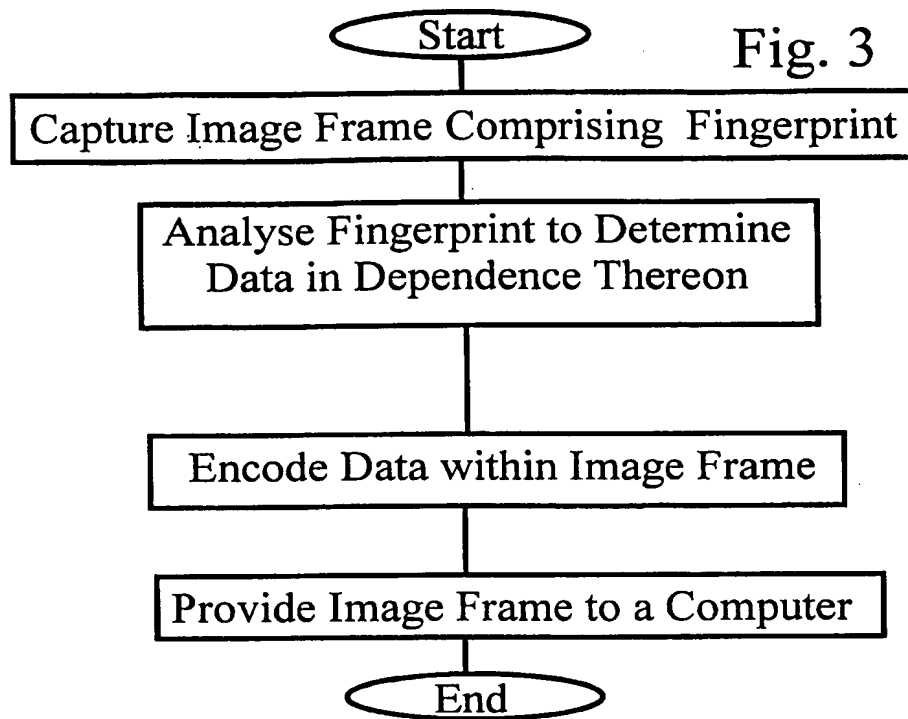 Start
Fig. 3
Capture Image Frame Comprising Fingerprint
Analyse Fingerprint to Determine
Data in Dependence Thereon
Encode Data within Image Frame
Provide Image Frame to a Computer
End